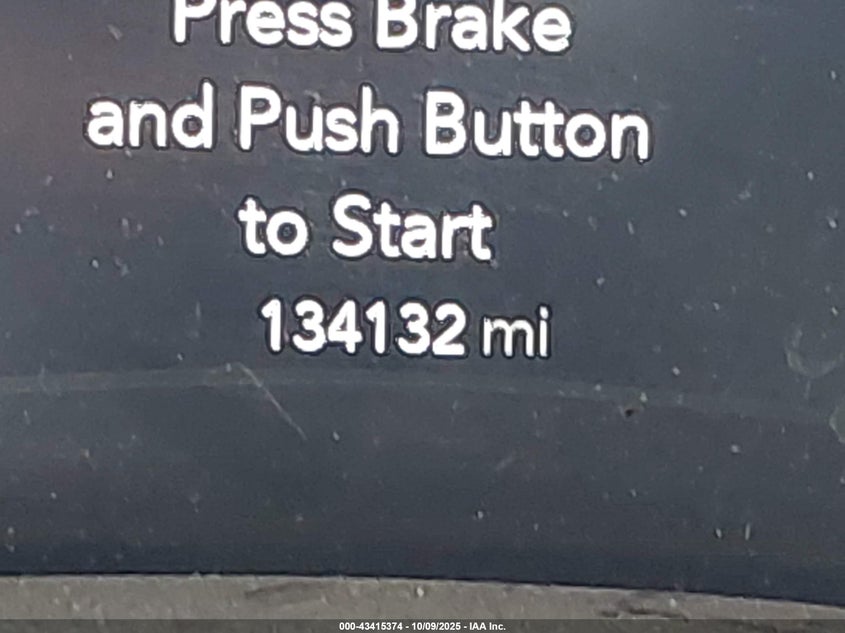 Press Brake
and Push Button
to Start
134132 mi
000-43415374 - 10/09/2025 - IAA Inc.